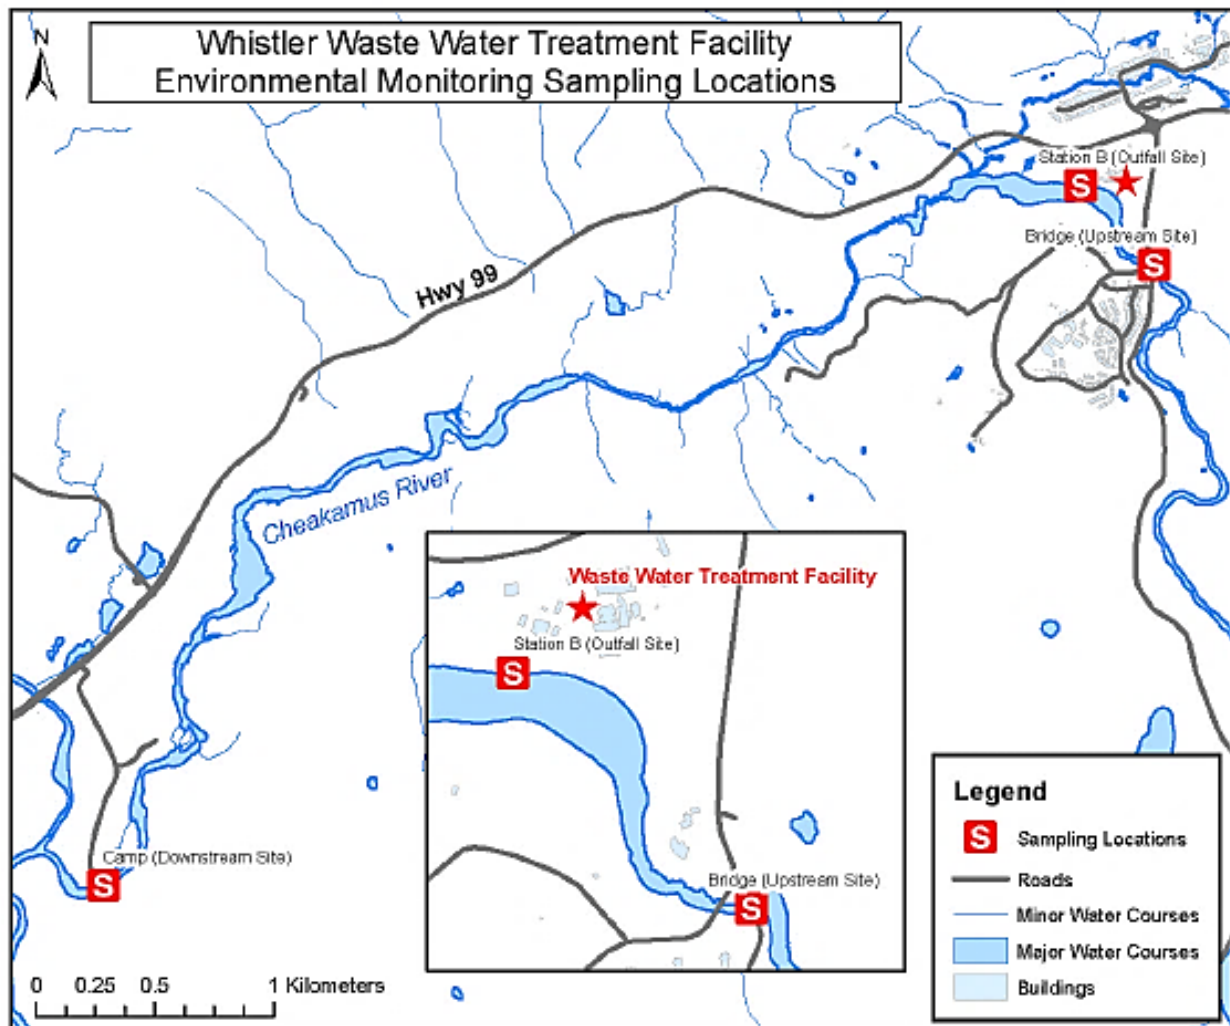 N
Whistler Waste Water Treatment Facility
Environmental Monitoring Sampling Locations
Station B (Outfall Site)
S
Bridge (Upstream Site)
S
Hwy 99
Cheakamus River
Waste Water Treatment Facility
Station B (Outfall Site)
S
Bridge (Upstream Site)
S
Camp (Downstream Site)
S
0 0.25 0.5 1 Kilometers
Legend
S Sampling Locations
Roads
Minor Water Courses
Major Water Courses
Buildings